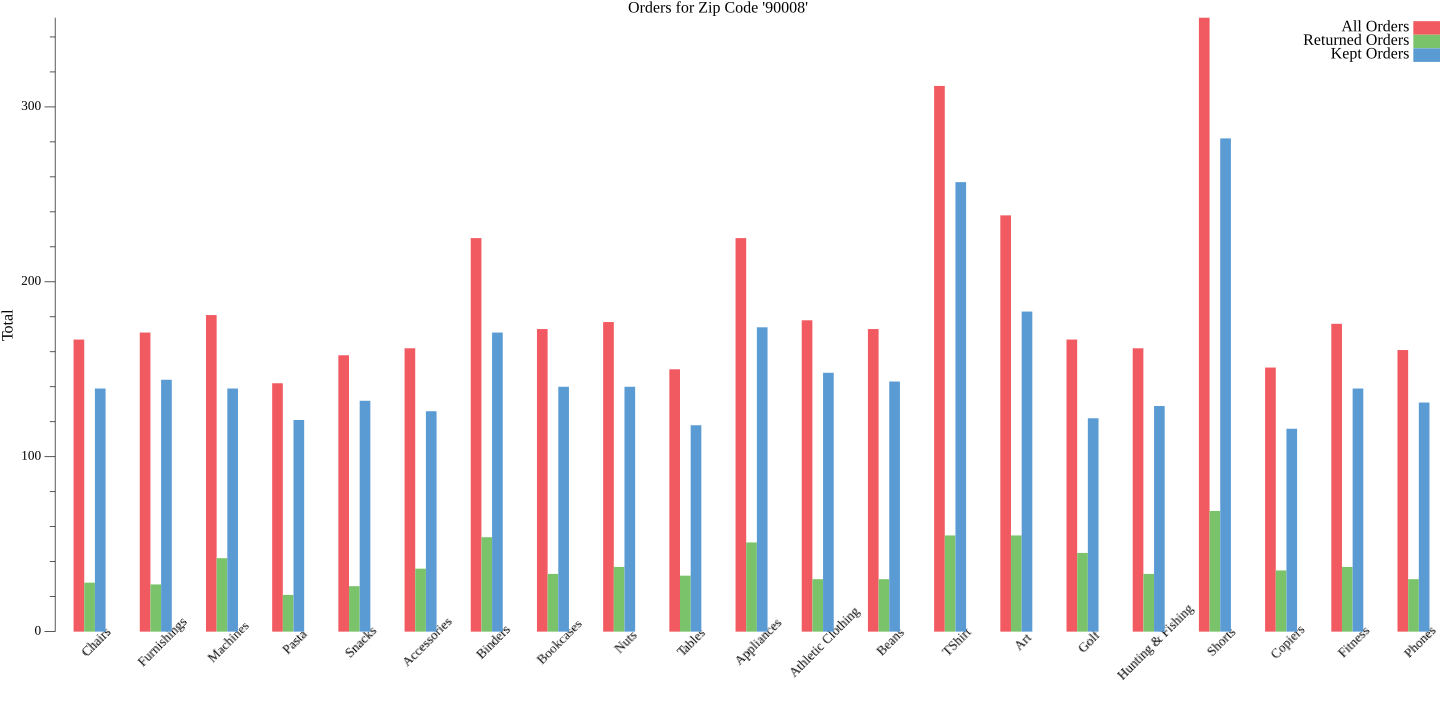 Orders for Zip Code '90008'
All Orders
Returned Orders
Kept Orders
Total
300
200
100
0
Chairs
Furnishings
Machines
Pasta
Snacks
Accessories
Binders
Bookcases
Nuts
Tables
Appliances
Athletic Clothing
Beans
TShirt
Art
Golf
Hunting & Fishing
Shorts
Copiers
Fitness
Phones